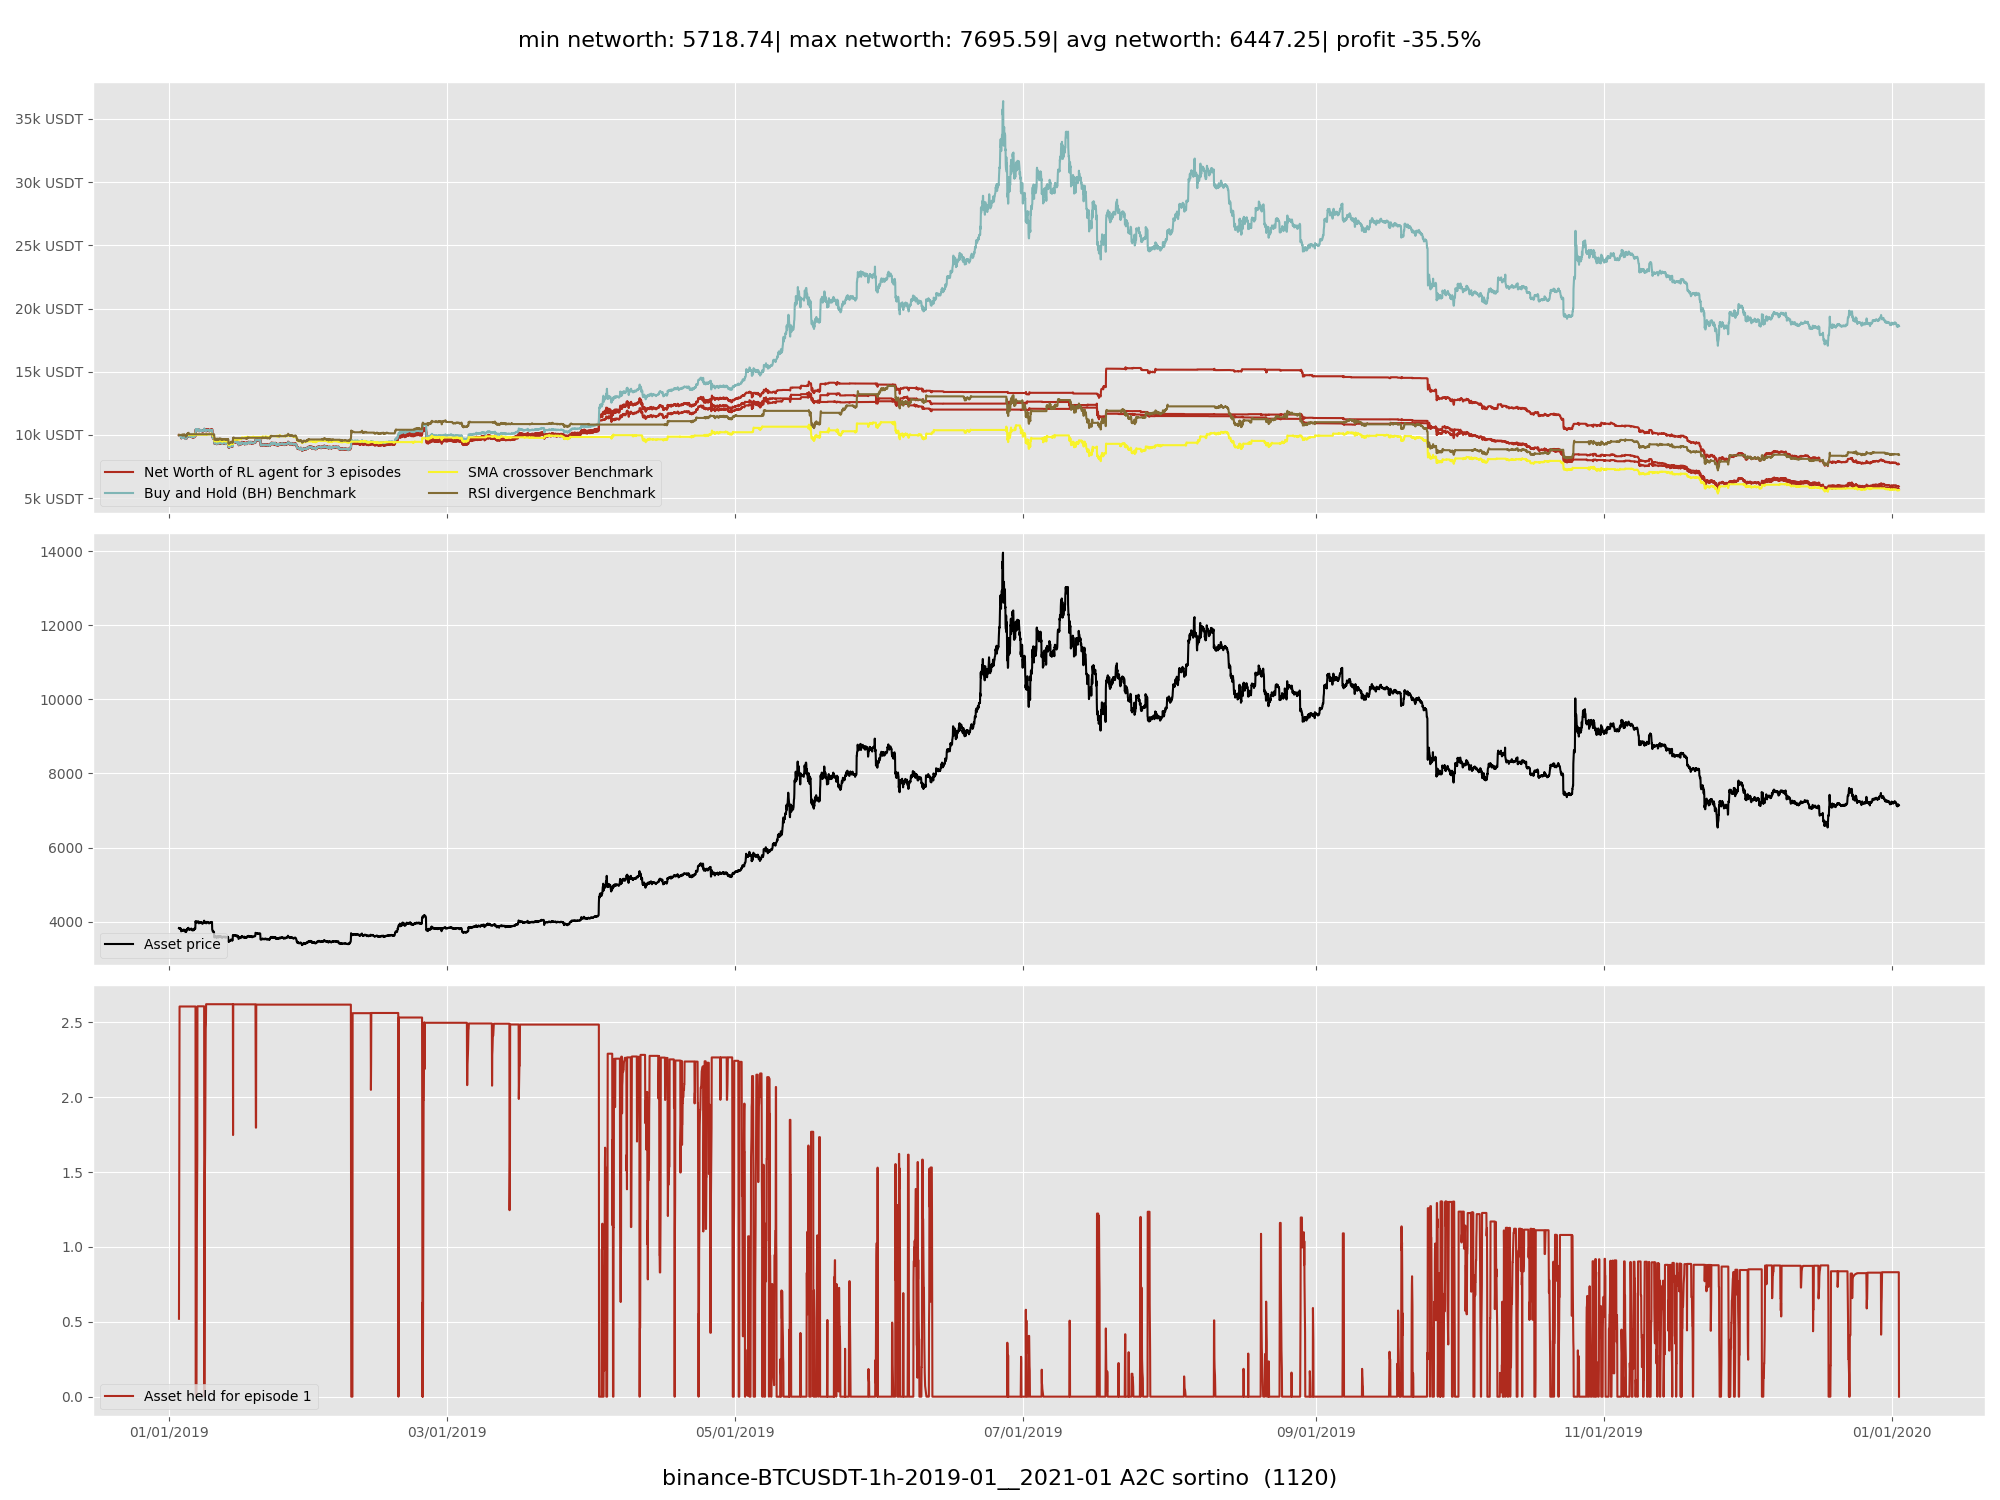 min networth: 5718.74| max networth: 7695.59| avg networth: 6447.25| profit -35.5%
35k USDT
30k USDT
25k USDT
20k USDT
15k USDT
10k USDT
5k USDT
Net Worth of RL agent for 3 episodes
Buy and Hold (BH) Benchmark
SMA crossover Benchmark
RSI divergence Benchmark
14000
12000
10000
8000
6000
4000
Asset price
2.5
2.0
1.5
1.0
0.5
0.0
Asset held for episode 1
01/01/2019 03/01/2019 05/01/2019 07/01/2019 09/01/2019 11/01/2019 01/01/2020
binance-BTCUSDT-1h-2019-01__2021-01 A2C sortino  (1120)